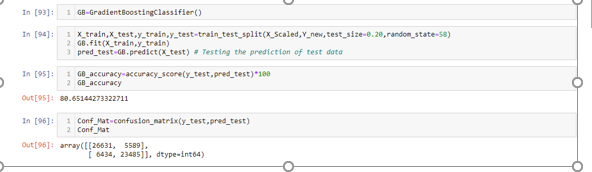 In [93]: 1 GB=GradientBoostingClassifier()
In [94]: 1 X_train,X_test,y_train,y_test=train_test_split(X_Scaled,Y_new,test_size=0.20,random_state=58)
2 GB.fit(X_train,y_train)
3 pred_test=GB.predict(X_test) # Testing the prediction of test data
In [95]: 1 GB_accuracy=accuracy_score(y_test,pred_test)*100
2 GB_accuracy
Out[95]: 80.65144273322711
In [96]: 1 Conf_Mat=confusion_matrix(y_test,pred_test)
2 Conf_Mat
Out[96]: array([[26631, 5589],
[ 6434, 23485]], dtype=int64)